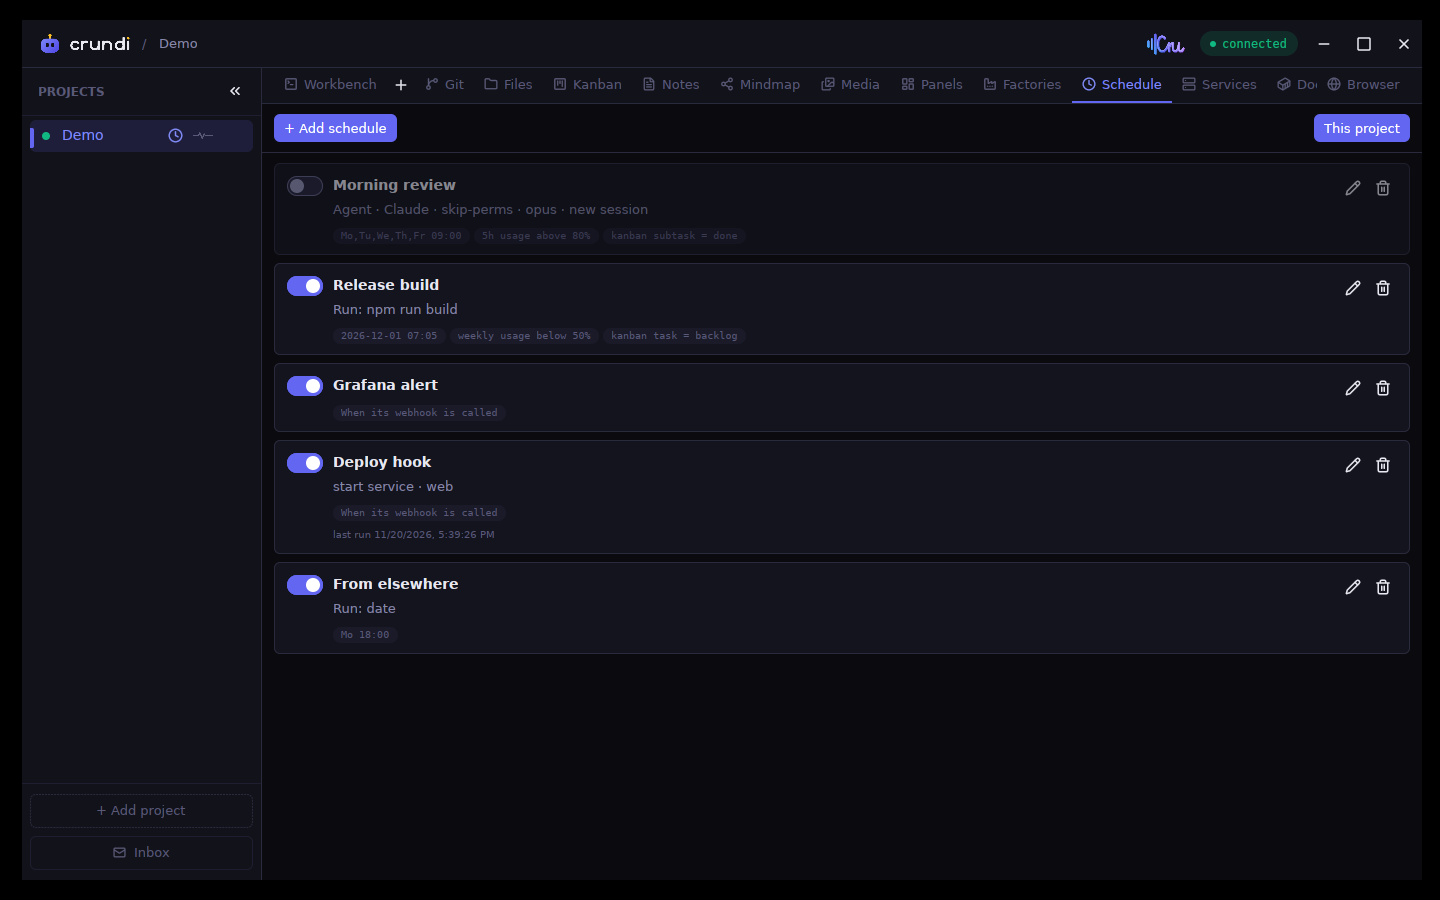 crundi / Demo
Cru
connected
PROJECTS
Workbench
Git
Files
Kanban
Notes
Mindmap
Media
Panels
Factories
Schedule
Services
Browser
Demo
+ Add schedule
This project
Morning review
Agent · Claude · skip-perms · opus · new session
Mo,Tu,We,Th,Fr 09:00 5h usage above 80% kanban subtask = done
Release build
Run: npm run build
2026-12-01 07:05 weekly usage below 50% kanban task = backlog
Grafana alert
When its webhook is called
Deploy hook
start service · web
When its webhook is called
last run 11/20/2026, 5:39:26 PM
From elsewhere
Run: date
Mo 18:00
+ Add project
Inbox